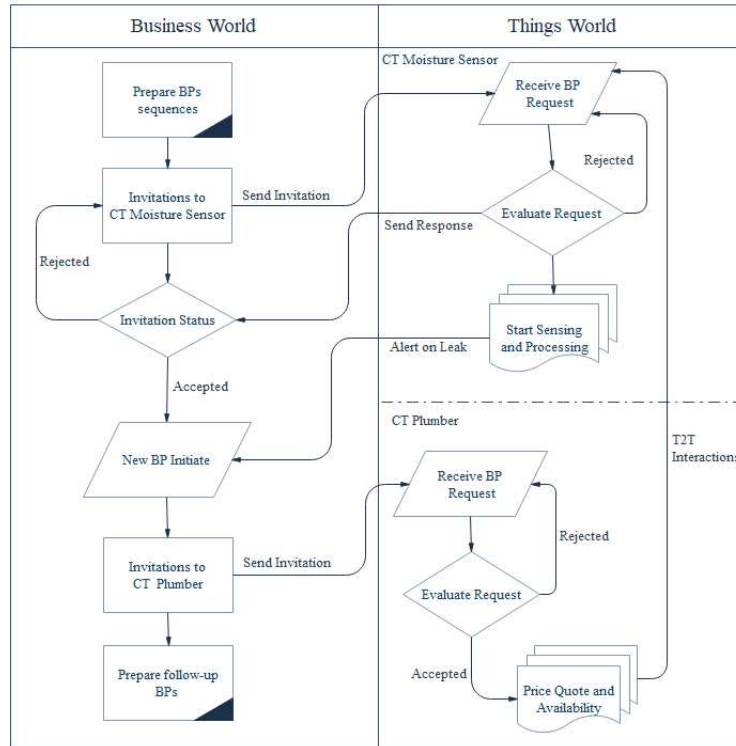 Business World
Things World
CT Moisture Sensor
Prepare BPs
sequences
Receive BP
Request
Rejected
Invitations to
CT Moisture Sensor
Send Invitation
Evaluate Request
Send Response
Rejected
Invitation Status
Start Sensing
and Processing
Alert on Leak
Accepted
CT Plumber
T2T
Interactions
New BP Initiate
Receive BP
Request
Rejected
Invitations to
CT Plumber
Send Invitation
Evaluate Request
Accepted
Prepare follow-up
BPs
Price Quote and
Availability